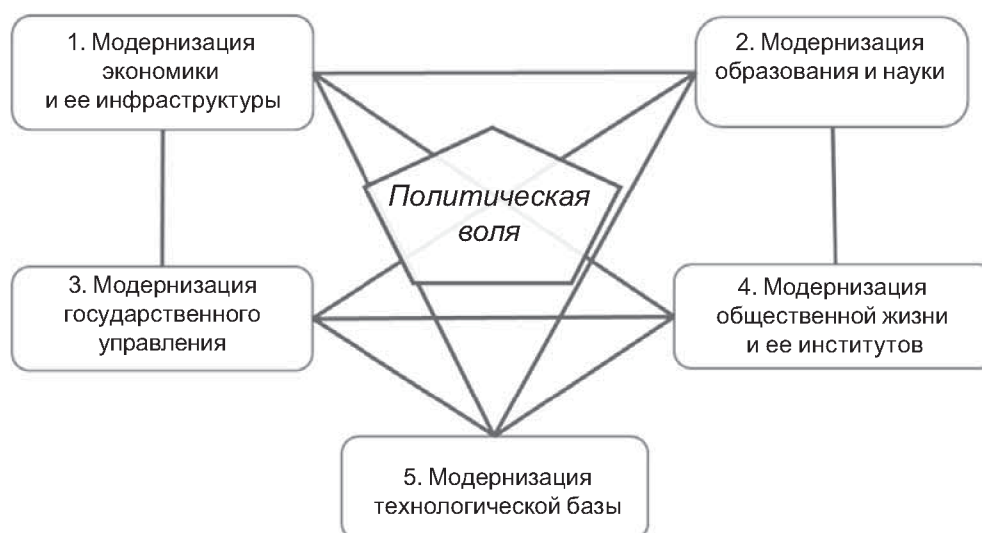 1. Модернизация
экономики
и ее инфраструктуры
2. Модернизация
образования и науки
Политическая
воля
3. Модернизация
государственного
управления
4. Модернизация
общественной жизни
и ее институтов
5. Модернизация
технологической базы